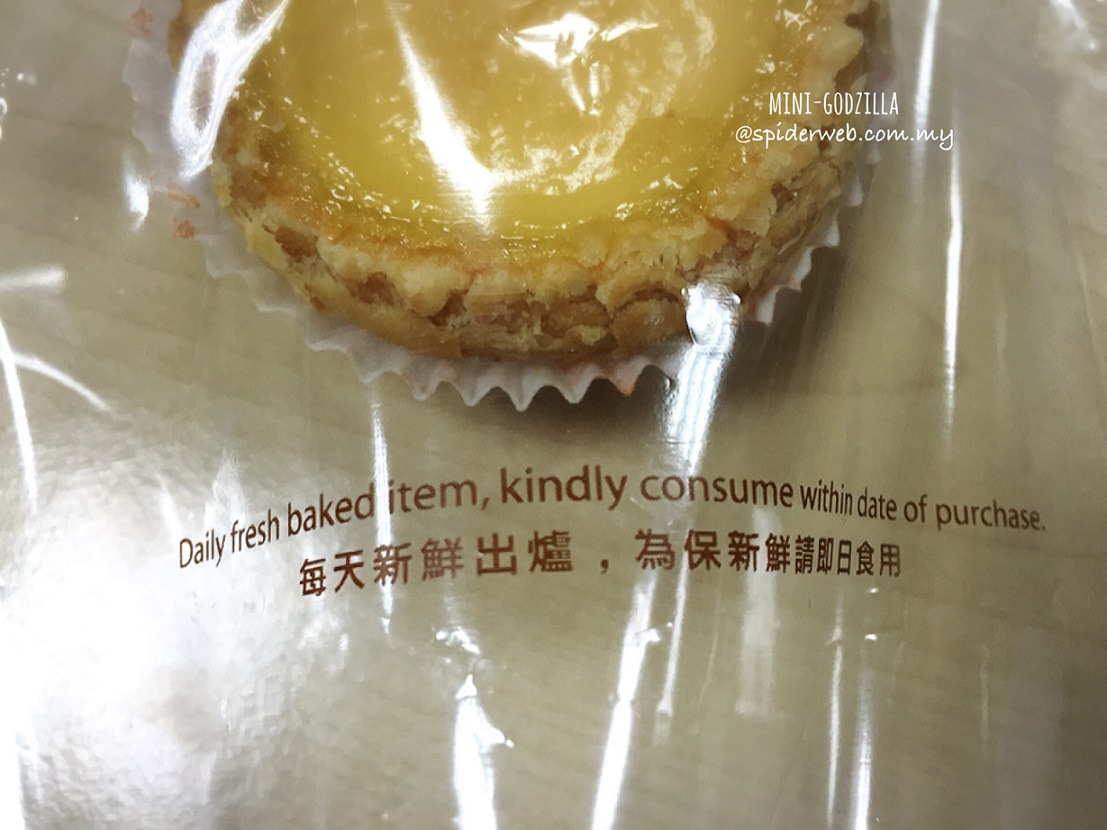 MINI-GODZILLA
@spiderweb.com.my
Daily fresh baked item, kindly consume within date of purchase.
每天新鮮出爐，為保新鮮請即日食用